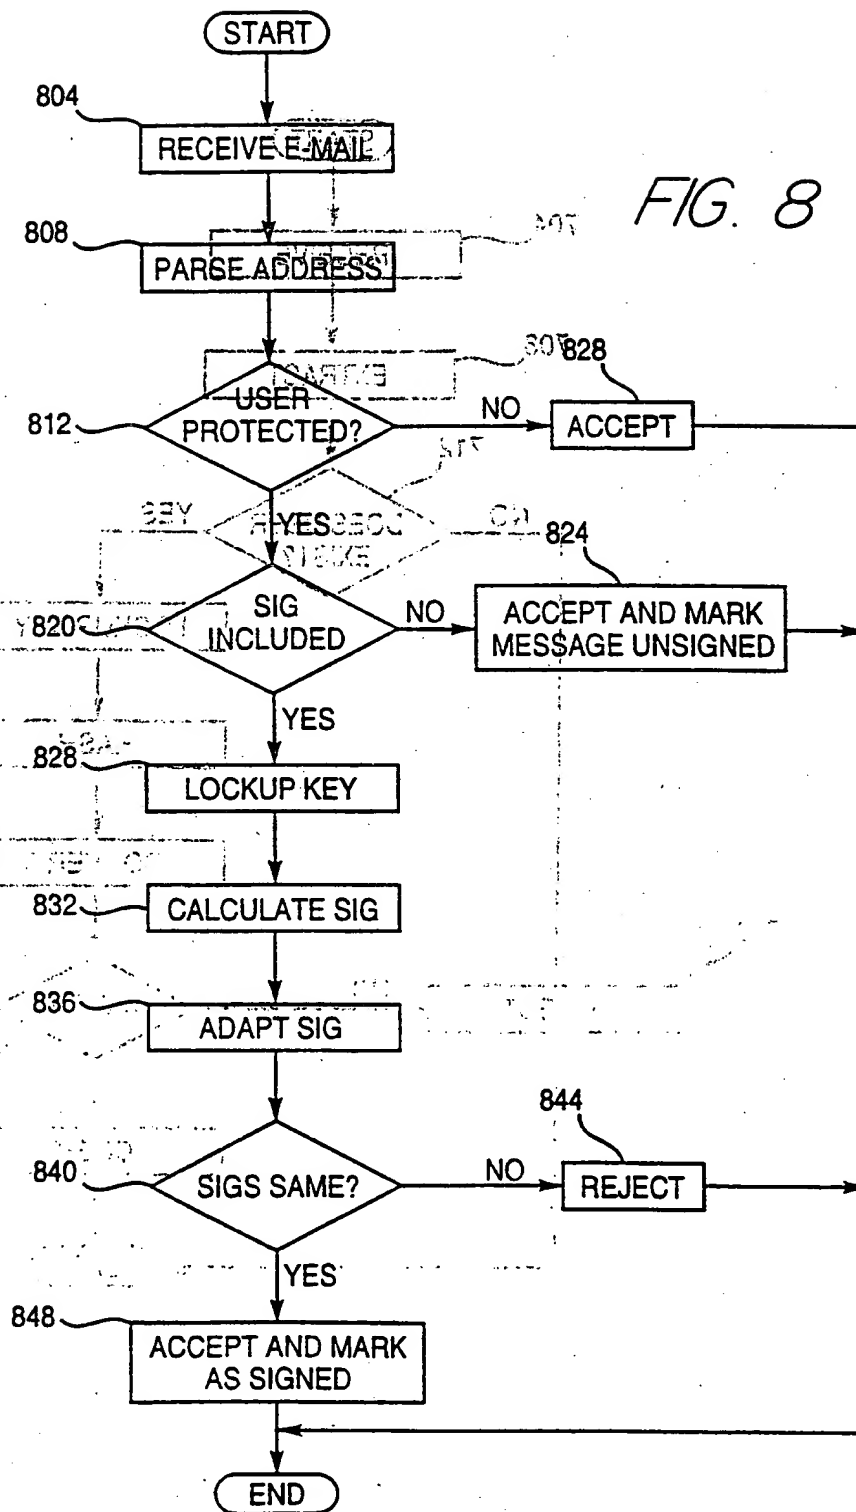 START
804
RECEIVE E-MAIL
FIG. 8
808
PARSE ADDRESS
828
812
USER
PROTECTED?
NO
ACCEPT
YES
824
820
SIG
INCLUDED
NO
ACCEPT AND MARK
MESSAGE UNSIGNED
YES
828
LOCKUP KEY
832
CALCULATE SIG
836
ADAPT SIG
844
840
SIGS SAME?
NO
REJECT
YES
848
ACCEPT AND MARK
AS SIGNED
END